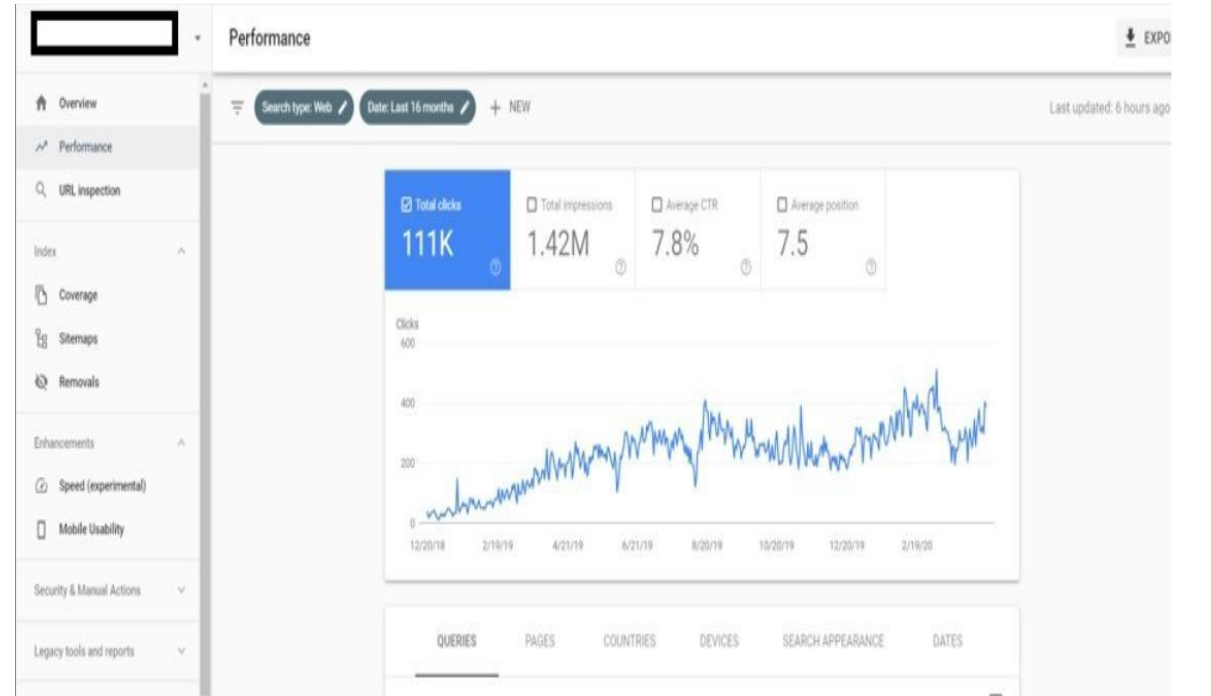 Performance
EXPO
Overview
Search type: Web
Date: Last 16 months
+ NEW
Last updated: 6 hours ago
Performance
URL inspection
Total clicks
Total impressions
Average CTR
Average position
111K
1.42M
7.8%
7.5
Index
Coverage
Sitemaps
Removals
Clicks
600
400
200
0
12/20/18
2/19/19
4/21/19
6/21/19
8/20/19
10/20/19
12/20/19
2/19/20
Enhancements
Speed (experimental)
Mobile Usability
Security & Manual Actions
Legacy tools and reports
QUERIES
PAGES
COUNTRIES
DEVICES
SEARCH APPEARANCE
DATES